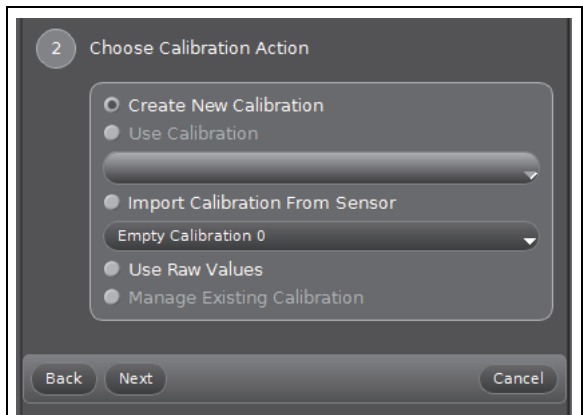 2 Choose Calibration Action
Create New Calibration
Use Calibration
Import Calibration From Sensor
Empty Calibration 0
Use Raw Values
Manage Existing Calibration
Back Next Cancel